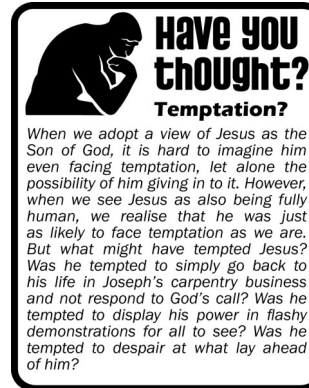 Have you
thought?
Temptation?
When we adopt a view of Jesus as the
Son of God, it is hard to imagine him
even facing temptation, let alone the
possibility of him giving in to it. However,
when we see Jesus as also being fully
human, we realise that he was just
as likely to face temptation as we are.
But what might have tempted Jesus?
Was he tempted to simply go back to
his life in Joseph's carpentry business
and not respond to God's call? Was he
tempted to display his power in flashy
demonstrations for all to see? Was he
tempted to despair at what lay ahead
of him?